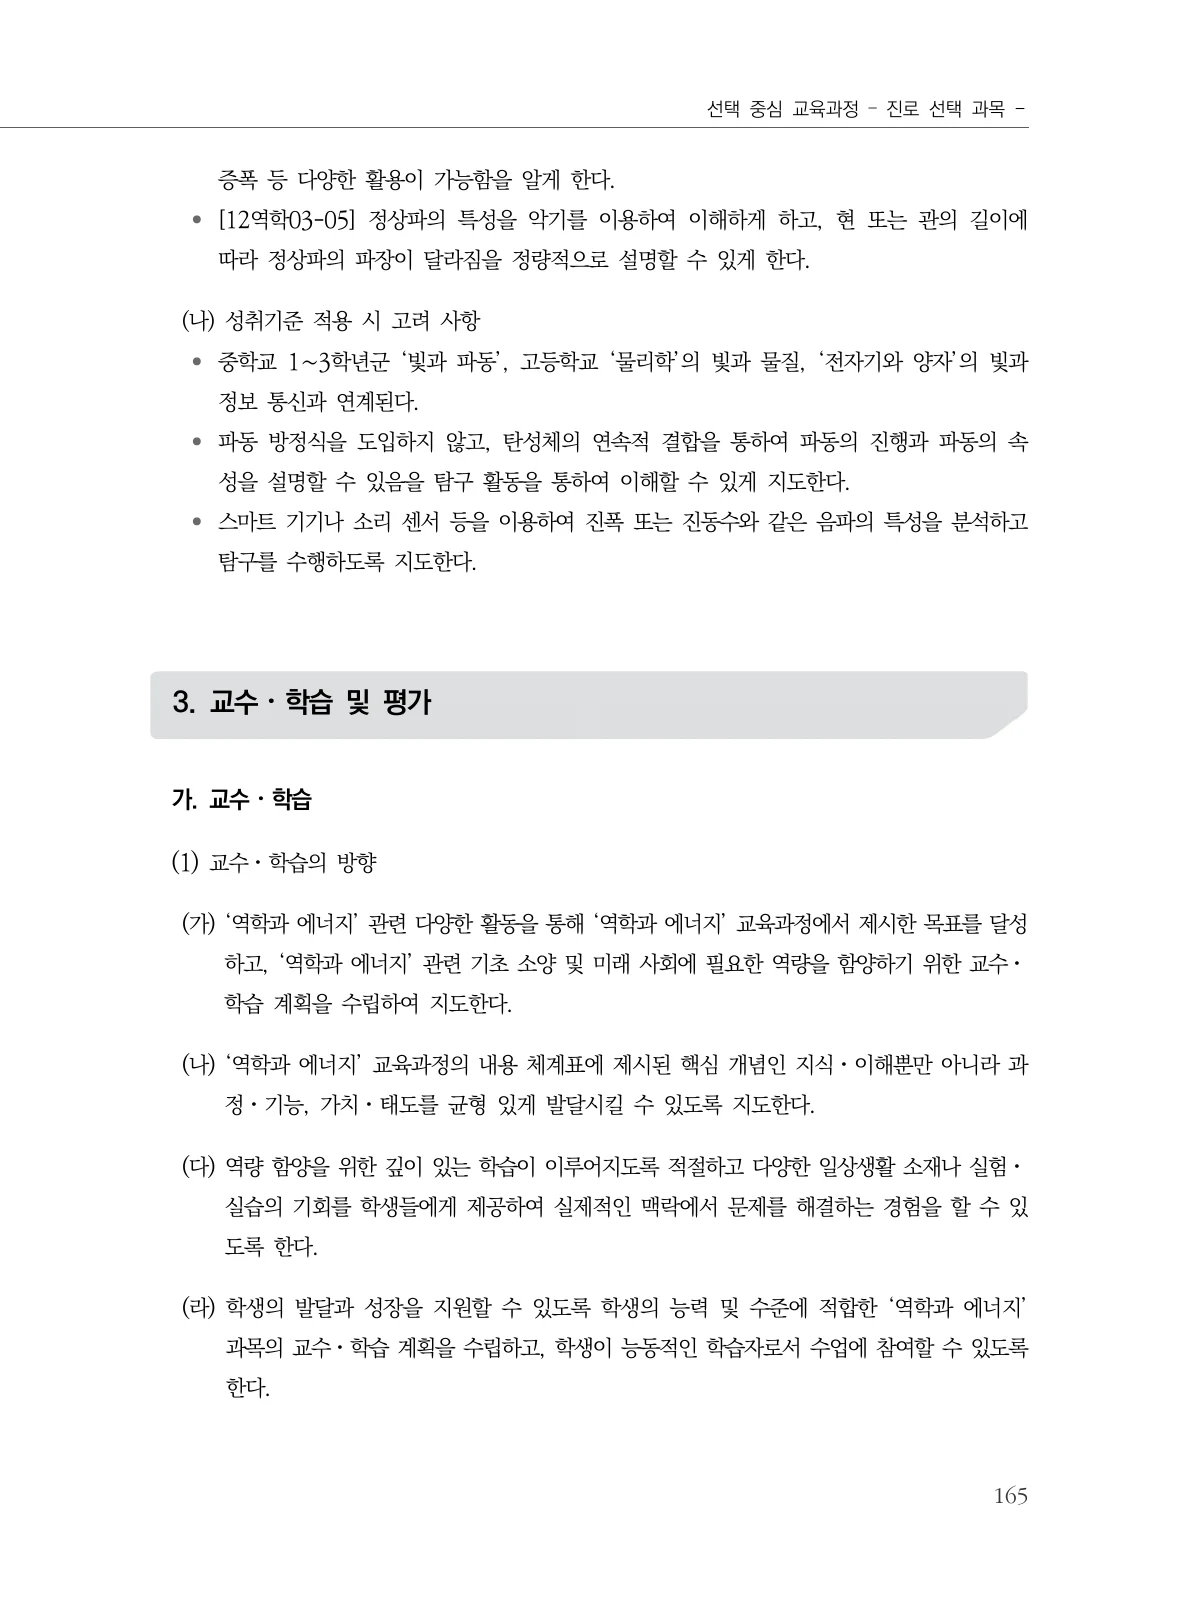 선택 중심 교육과정 - 진로 선택 과목 -
증폭 등 다양한 활용이 가능함을 알게 한다.
• [12역학03-05] 정상파의 특성을 악기를 이용하여 이해하게 하고, 현 또는 관의 길이에
따라 정상파의 파장이 달라짐을 정량적으로 설명할 수 있게 한다.
(나) 성취기준 적용 시 고려 사항
• 중학교 1~3학년군 ‘빛과 파동’, 고등학교 ‘물리학’의 빛과 물질, ‘전자기와 양자’의 빛과
정보 통신과 연계된다.
• 파동 방정식을 도입하지 않고, 탄성체의 연속적 결합을 통하여 파동의 진행과 파동의 속
성을 설명할 수 있음을 탐구 활동을 통하여 이해할 수 있게 지도한다.
• 스마트 기기나 소리 센서 등을 이용하여 진폭 또는 진동수와 같은 음파의 특성을 분석하고
탐구를 수행하도록 지도한다.
3. 교수・학습 및 평가
가. 교수・학습
(1) 교수・학습의 방향
(가) ‘역학과 에너지’ 관련 다양한 활동을 통해 ‘역학과 에너지’ 교육과정에서 제시한 목표를 달성
하고, ‘역학과 에너지’ 관련 기초 소양 및 미래 사회에 필요한 역량을 함양하기 위한 교수・
학습 계획을 수립하여 지도한다.
(나) ‘역학과 에너지’ 교육과정의 내용 체계표에 제시된 핵심 개념인 지식・이해뿐만 아니라 과
정・기능, 가치・태도를 균형 있게 발달시킬 수 있도록 지도한다.
(다) 역량 함양을 위한 깊이 있는 학습이 이루어지도록 적절하고 다양한 일상생활 소재나 실험・
실습의 기회를 학생들에게 제공하여 실제적인 맥락에서 문제를 해결하는 경험을 할 수 있
도록 한다.
(라) 학생의 발달과 성장을 지원할 수 있도록 학생의 능력 및 수준에 적합한 ‘역학과 에너지’
과목의 교수・학습 계획을 수립하고, 학생이 능동적인 학습자로서 수업에 참여할 수 있도록
한다.
165